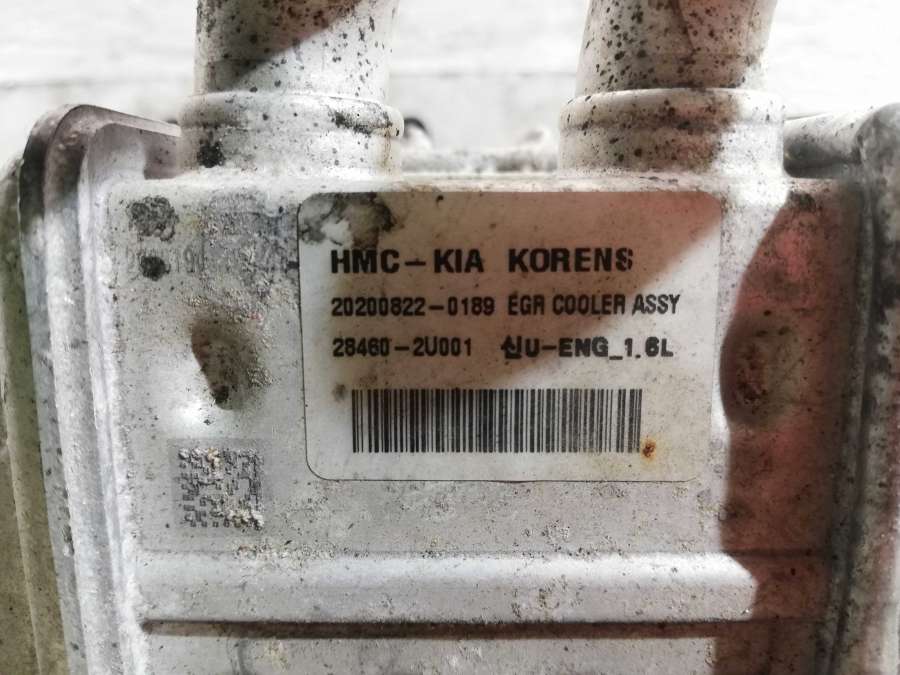 HMC-KIA KORENS
20200822-0189 EGR COOLER ASSY
28460-2U001 신U-ENG_1.6L